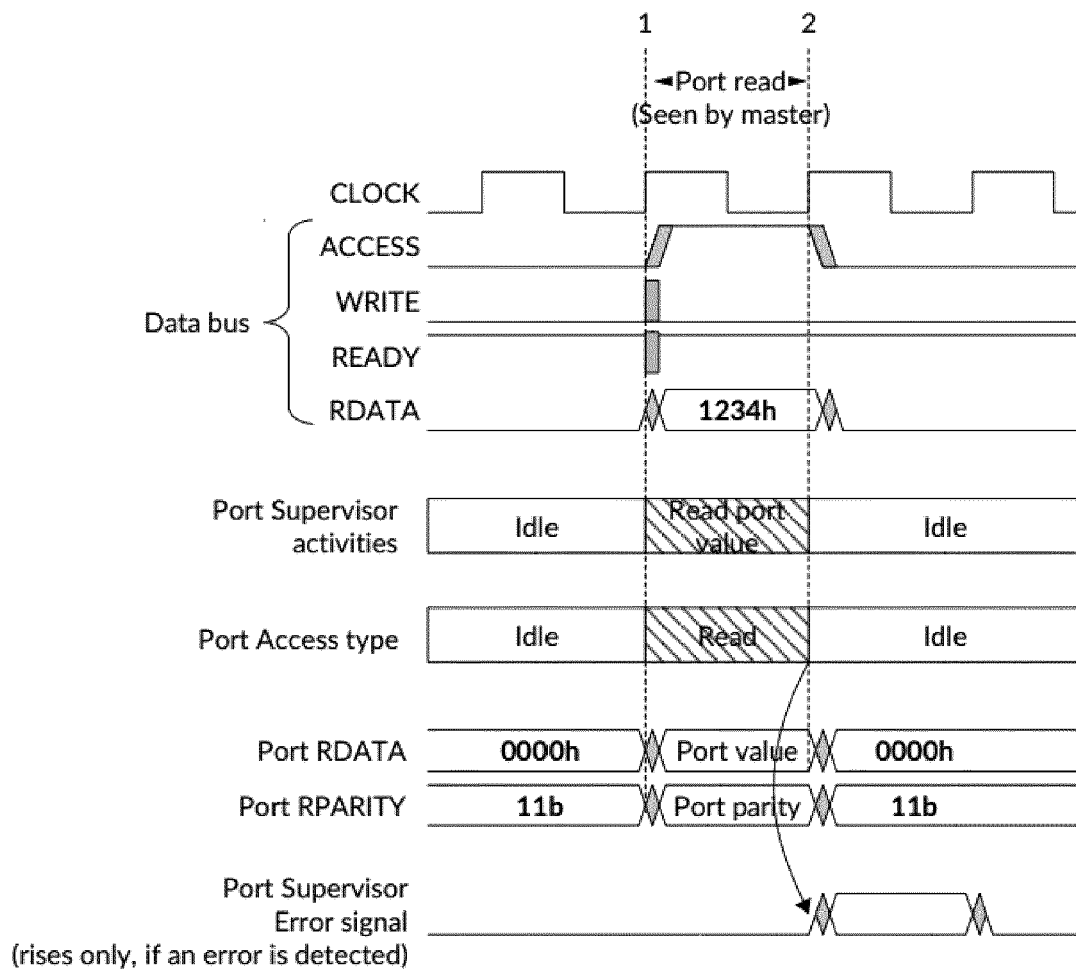 1 2
Port read
(Seen by master)
CLOCK
ACCESS
WRITE
Data bus
READY
RDATA 1234h
Port Supervisor
activities
Idle Read port
value Idle
Port Access type Idle Read Idle
Port RDATA 0000h Port value 0000h
Port RPARITY 11b Port parity 11b
Port Supervisor
Error signal
(rises only, if an error is detected)